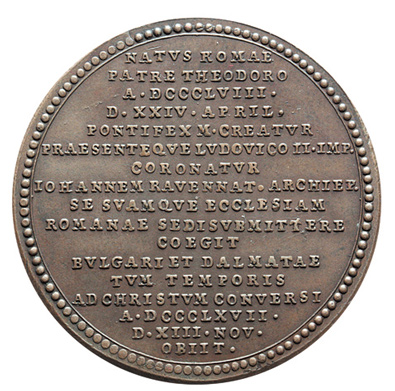 NATVS ROMAE
PATRE THEODORO
A·DCCCLVIII·
D·XXIV·APRIL·
PONTIFEX M·CREATVR
PRAESENTEQVE LVDOVICO II·IMP
CORONATVR
IOHANNEM RAVENNAT·ARCHIEP·
SE SVAMQVE ECCLESIAM
ROMANAE SEDI SVBMITTERE
COEGIT
BVLGARI ET DALMATAE
TVM TEMPORIS
AD CHRISTVM CONVERSI
A·DCCCLXVII·
D·XIII·NOV·
OBIIT·